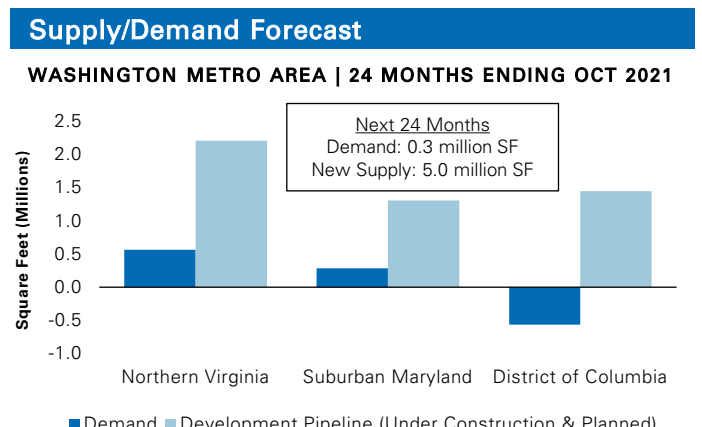 Supply/Demand Forecast
WASHINGTON METRO AREA | 24 MONTHS ENDING OCT 2021
Next 24 Months
Demand: 0.3 million SF
New Supply: 5.0 million SF
Square Feet (Millions)
2.5
2.0
1.5
1.0
0.5
0.0
-0.5
-1.0
Northern Virginia Suburban Maryland District of Columbia
Demand Development Pipeline (Under Construction & Planned)